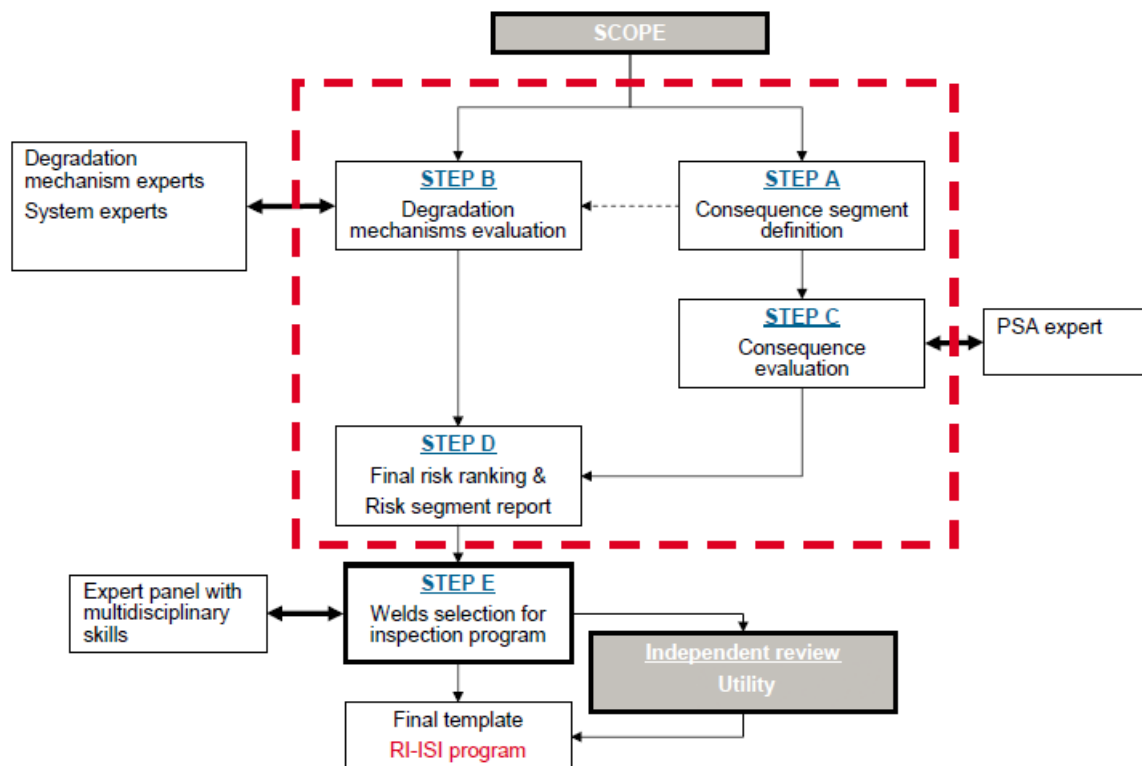 SCOPE
Degradation
mechanism experts
System experts
STEP B
Degradation
mechanisms evaluation
STEP A
Consequence segment
definition
STEP C
Consequence
evaluation
PSA expert
STEP D
Final risk ranking &
Risk segment report
Expert panel with
multidisciplinary
skills
STEP E
Welds selection for
inspection program
Independent review
Utility
Final template
RI-ISI program